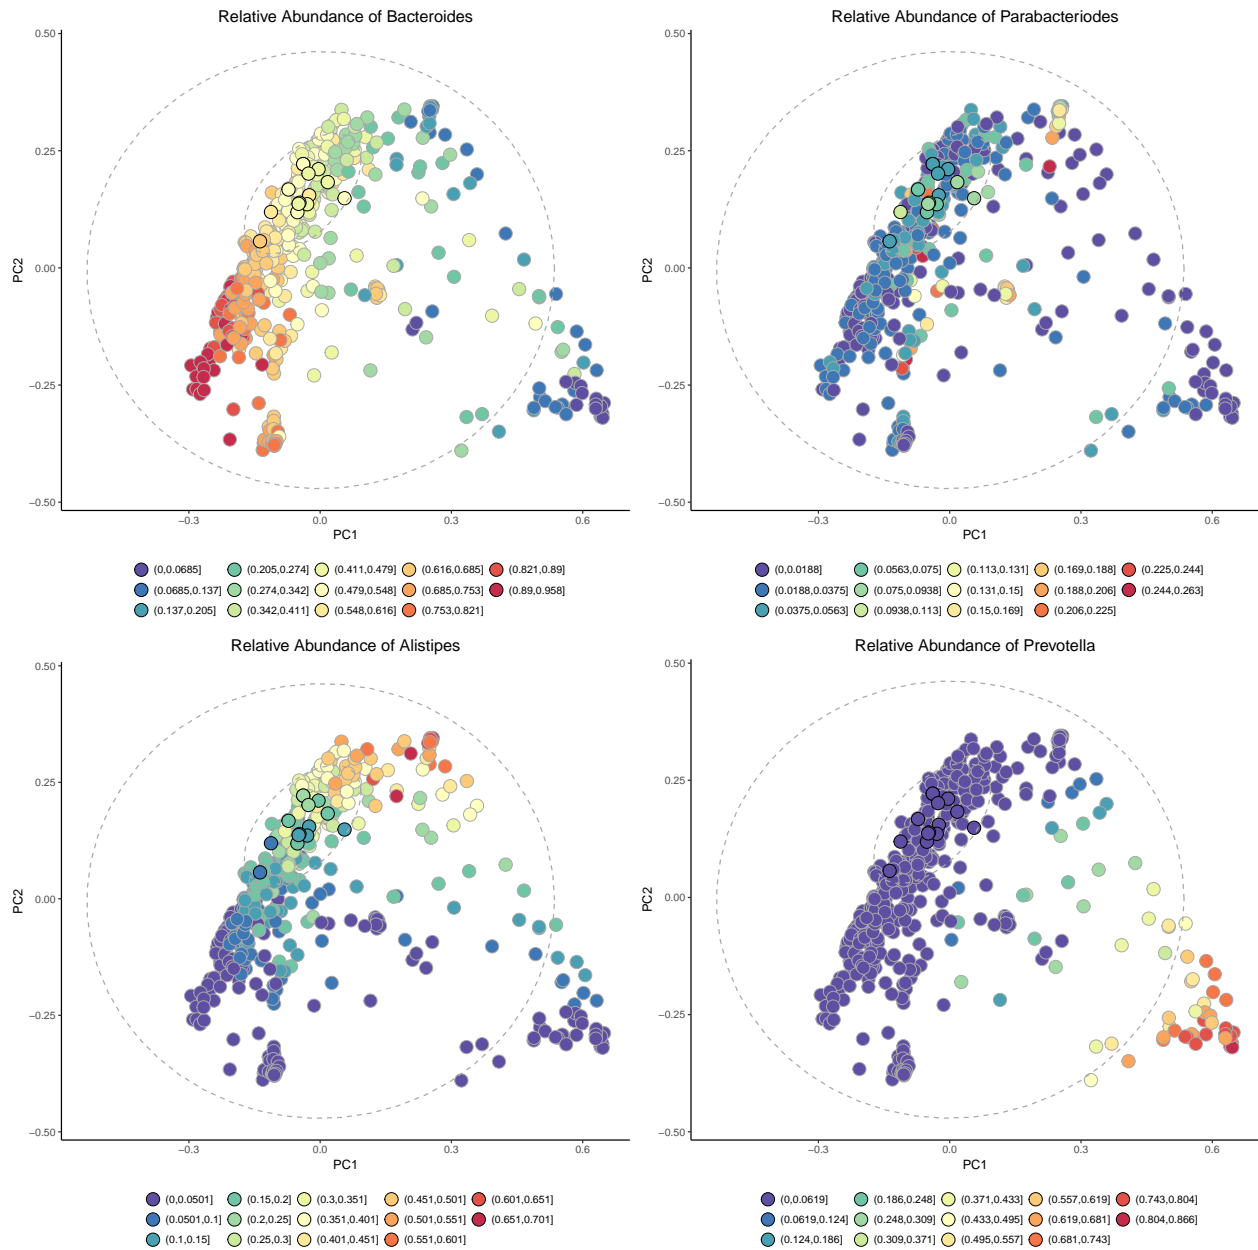 Relative Abundance of Bacteroides
0.50
0.25
0.00
−0.25
−0.50
PC2
−0.3 0.0 0.3 0.6
PC1
(0,0.0685] (0.205,0.274] (0.411,0.479] (0.616,0.685] (0.821,0.89]
(0.0685,0.137] (0.274,0.342] (0.479,0.548] (0.685,0.753] (0.89,0.958]
(0.137,0.205] (0.342,0.411] (0.548,0.616] (0.753,0.821]
Relative Abundance of Parabacteriodes
0.50
0.25
0.00
−0.25
−0.50
PC2
−0.3 0.0 0.3 0.6
PC1
(0,0.0188] (0.0563,0.075] (0.113,0.131] (0.169,0.188] (0.225,0.244]
(0.0188,0.0375] (0.075,0.0938] (0.131,0.15] (0.188,0.206] (0.244,0.263]
(0.0375,0.0563] (0.0938,0.113] (0.15,0.169] (0.206,0.225]
Relative Abundance of Alistipes
0.50
0.25
0.00
−0.25
−0.50
PC2
−0.3 0.0 0.3 0.6
PC1
(0,0.0501] (0.15,0.2] (0.3,0.351] (0.451,0.501] (0.601,0.651]
(0.0501,0.1] (0.2,0.25] (0.351,0.401] (0.501,0.551] (0.651,0.701]
(0.1,0.15] (0.25,0.3] (0.401,0.451] (0.551,0.601]
Relative Abundance of Prevotella
0.50
0.25
0.00
−0.25
−0.50
PC2
−0.3 0.0 0.3 0.6
PC1
(0,0.0619] (0.186,0.248] (0.371,0.433] (0.557,0.619] (0.743,0.804]
(0.0619,0.124] (0.248,0.309] (0.433,0.495] (0.619,0.681] (0.804,0.866]
(0.124,0.186] (0.309,0.371] (0.495,0.557] (0.681,0.743]